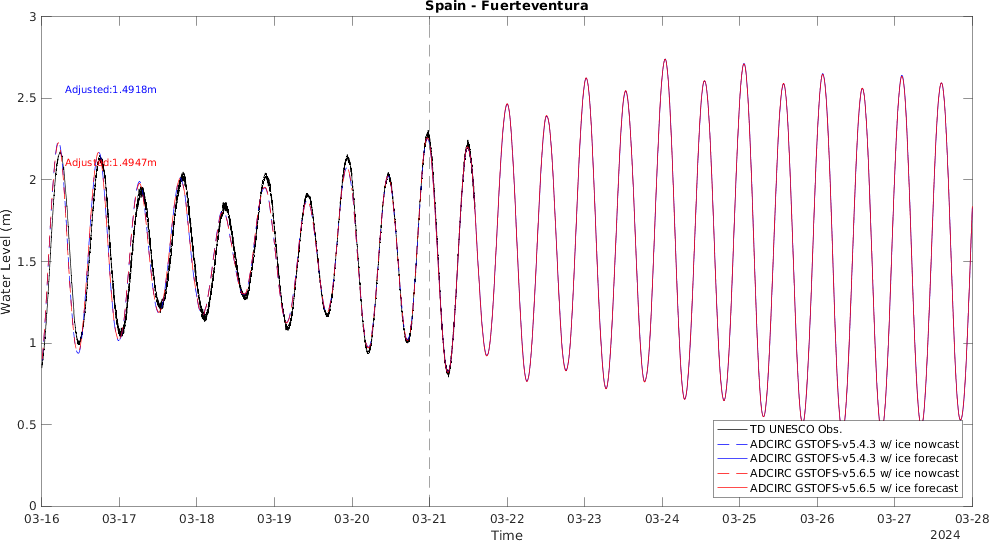 Spain - Fuerteventura
3
2.5
2
1.5
1
0.5
0
Water Level (m)
Adjusted:1.4918m
Adjusted:1.4947m
TD UNESCO Obs.
ADCIRC GSTOFS-v5.4.3 w/ ice nowcast
ADCIRC GSTOFS-v5.4.3 w/ ice forecast
ADCIRC GSTOFS-v5.6.5 w/ ice nowcast
ADCIRC GSTOFS-v5.6.5 w/ ice forecast
03-16 03-17 03-18 03-19 03-20 03-21 03-22 03-23 03-24 03-25 03-26 03-27 03-28
Time
2024